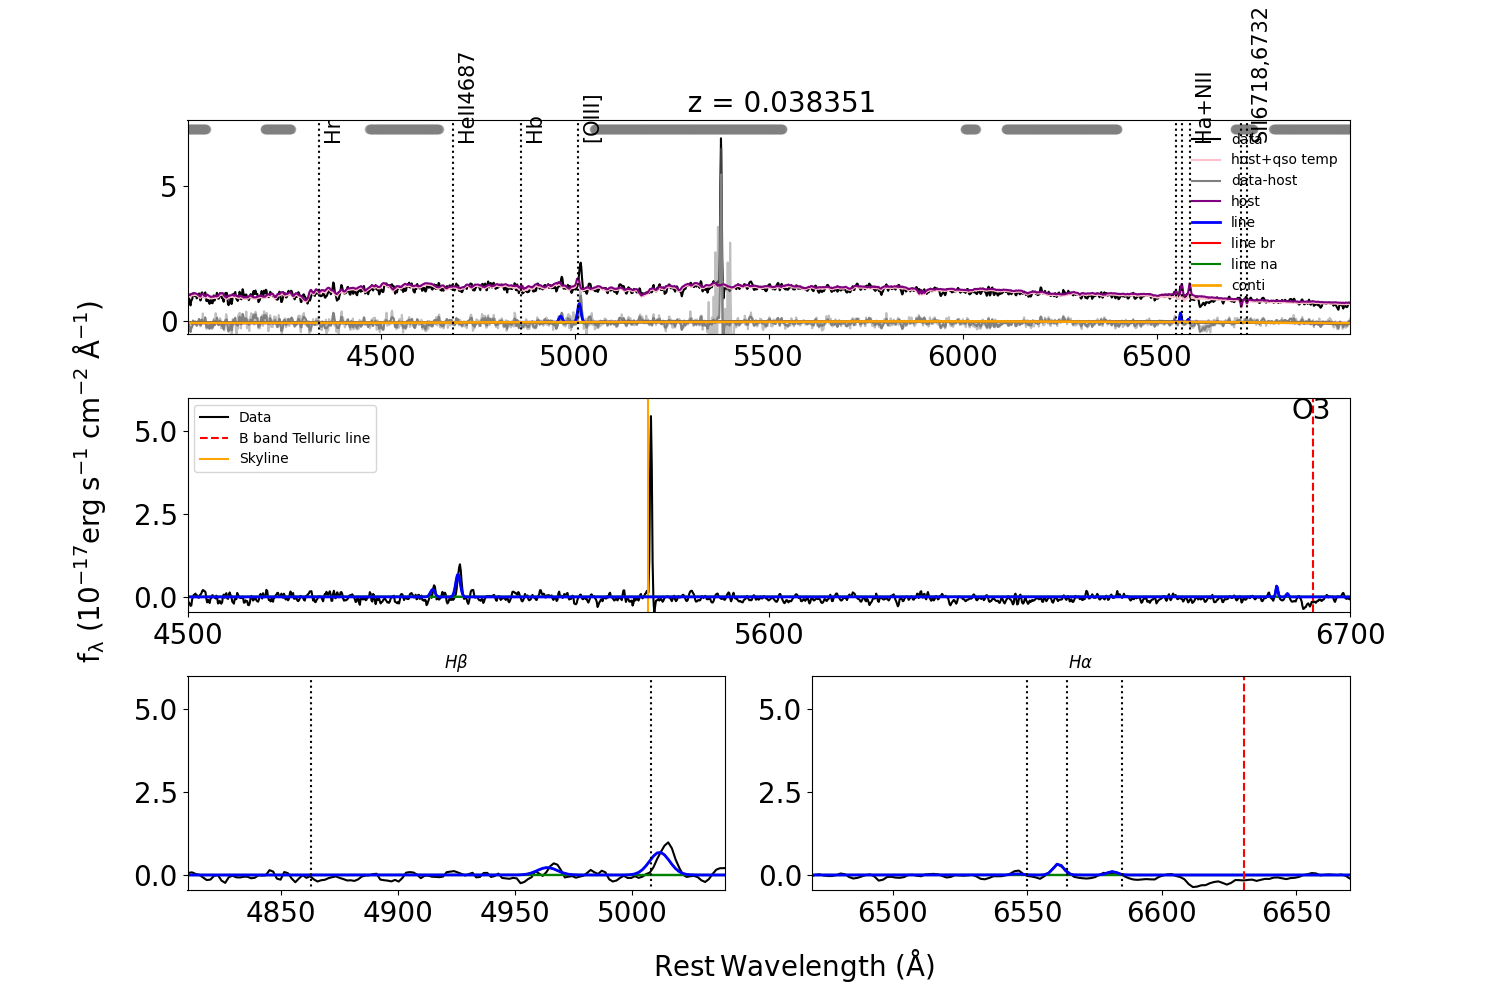 z = 0.038351
Hr
HeII4687
Hb
[OIII]
Ha+NII
SII6718,6732
data
host+qso temp
data-host
host
line
line br
line na
conti
5
0
4500
5000
5500
6000
6500
fλ (10⁻¹⁷erg s⁻¹ cm⁻² Å⁻¹)
Data
B band Telluric line
Skyline
O3
5.0
2.5
0.0
4500
5600
6700
Hβ
5.0
2.5
0.0
4850
4900
4950
5000
Hα
5.0
2.5
0.0
6500
6550
6600
6650
Rest Wavelength (Å)